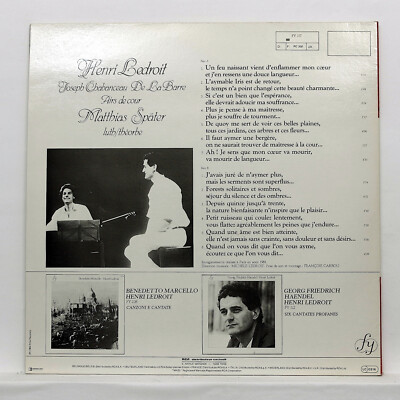 FY 117
Henri Ledroit
Joseph Chabanceau De La Barre
Airs de cour
Matthias Später
luth/théorbe
Un feu naissant vient d'enflammer mon cœur
et j'en ressens une douce langueur...
L'aymable Iris est de retour,
le temps n'a point changé cette beauté charmante...
Si c'est un bien que l'espérance,
elle devrait adoucir ma souffrance...
Plus je pense à ma maitresse,
plus je souffre de tourment...
De quoy me sert de voir ces belles plaines,
tous ces jardins, ces arbres et ces fleurs...
Il faut aymer une bergère,
on ne saurait trouver de maitresse à la cour...
Ah! Je sens que mon cœur va mourir,
va mourir de langueur...
J'avais juré de n'aymer plus,
mais les serments sont superflus...
Forests solitaires et sombres,
séjour du silence et des ombres...
Depuis quinze jusqu'à trente,
la nature bienfaisante n'inspire que le plaisir...
Petit ruisseau qui coulez lentement,
vous flattez agréablement les peines que j'endure...
Quand une âme est bien atteinte,
elle n'est jamais sans crainte, sans douleur et sans désirs...
Quand on vous dit que l'on vous ayme,
écoutez ce que l'on vous dit...
BENEDETTO MARCELLO
HENRI LEDROIT
CANZONI E CANTATE
GEORG FRIEDRICH
HAENDEL
HENRI LEDROIT
SIX CANTATES PROFANES
fy